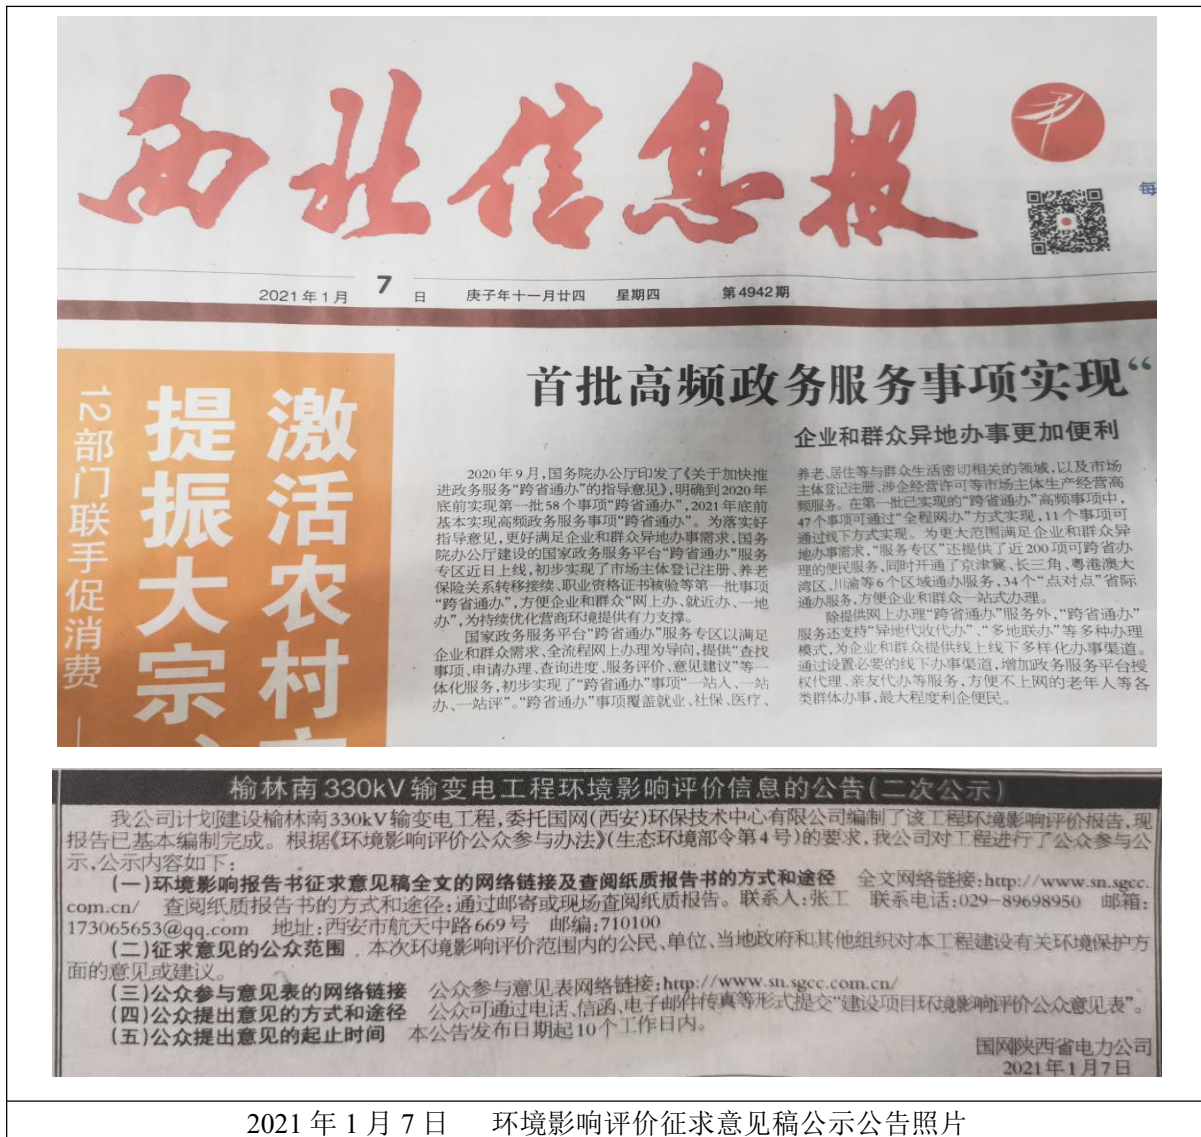 西北信息报
每
2021年1月 7 日 庚子年十一月廿四 星期四 第4942期
激活农村市
提振大宗、
12部门联手促消费 —
首批高频政务服务事项实现“
企业和群众异地办事更加便利
2020年9月,国务院办公厅印发了《关于加快推
进政务服务“跨省通办”的指导意见》,明确到2020年
底前实现第一批58个事项“跨省通办”,2021年底前
基本实现高频政务服务事项“跨省通办”。为落实好
指导意见,更好满足企业和群众异地办事需求,国务
院办公厅建设的国家政务服务平台“跨省通办”服务
专区近日上线,初步实现了市场主体登记注册、养老
保险关系转移接续、职业资格证书核验等第一批事项
“跨省通办”,方便企业和群众“网上办、就近办、一地
办”,为持续优化营商环境提供有力支撑。
国家政务服务平台“跨省通办”服务专区以满足
企业和群众需求、全流程网上办理为导向,提供“查找
事项、申请办理、查询进度、服务评价、意见建议”等一
体化服务,初步实现了“跨省通办”事项“一站入、一站
办、一站评”。“跨省通办”事项覆盖就业、社保、医疗、
养老、居住等与群众生活密切相关的领域,以及市场
主体登记注册、涉企经营许可等市场主体生产经营高
频服务。在第一批已实现的“跨省通办”高频事项中,
47个事项可通过“全程网办”方式实现,11个事项可
通过线下方式实现。为更大范围满足企业和群众异
地办事需求,“服务专区”还提供了近200项可跨省办
理的便民服务,同时开通了京津冀、长三角、粤港澳大
湾区、川渝等6个区域通办服务,34个“点对点”省际
通办服务,方便企业和群众一站式办理。
除提供网上办理“跨省通办”服务外,“跨省通办”
服务还支持“异地代收代办”、“多地联办”等多种办理
模式,为企业和群众提供线上线下多样化办事渠道。
通过设置必要的线下办事渠道,增加政务服务平台授
权代理、亲友代办等服务,方便不上网的老年人等各
类群体办事,最大程度利企便民。
榆林南330kV输变电工程环境影响评价信息的公告(二次公示)
我公司计划建设榆林南330kV输变电工程,委托国网(西安)环保技术中心有限公司编制了该工程环境影响评价报告,现
报告已基本编制完成。根据《环境影响评价公众参与办法》(生态环境部令第4号)的要求,我公司对工程进行了公众参与公
示,公示内容如下:
(一)环境影响报告书征求意见稿全文的网络链接及查阅纸质报告书的方式和途径 全文网络链接:http://www.sn.sgcc.
com.cn/ 查阅纸质报告书的方式和途径:通过邮寄或现场查阅纸质报告。联系人:张工 联系电话:029-89698950 邮箱:
173065653@qq.com 地址:西安市航天中路669号 邮编:710100
(二)征求意见的公众范围 本次环境影响评价范围内的公民、单位、当地政府和其他组织对本工程建设有关环境保护方
面的意见或建议。
(三)公众参与意见表的网络链接 公众参与意见表网络链接:http://www.sn.sgcc.com.cn/
(四)公众提出意见的方式和途径 公众可通过电话、信函、电子邮件传真等形式提交“建设项目环境影响评价公众意见表”。
(五)公众提出意见的起止时间 本公告发布日期起10个工作日内。
国网陕西省电力公司
2021年1月7日
2021年1月7日 环境影响评价征求意见稿公示公告照片